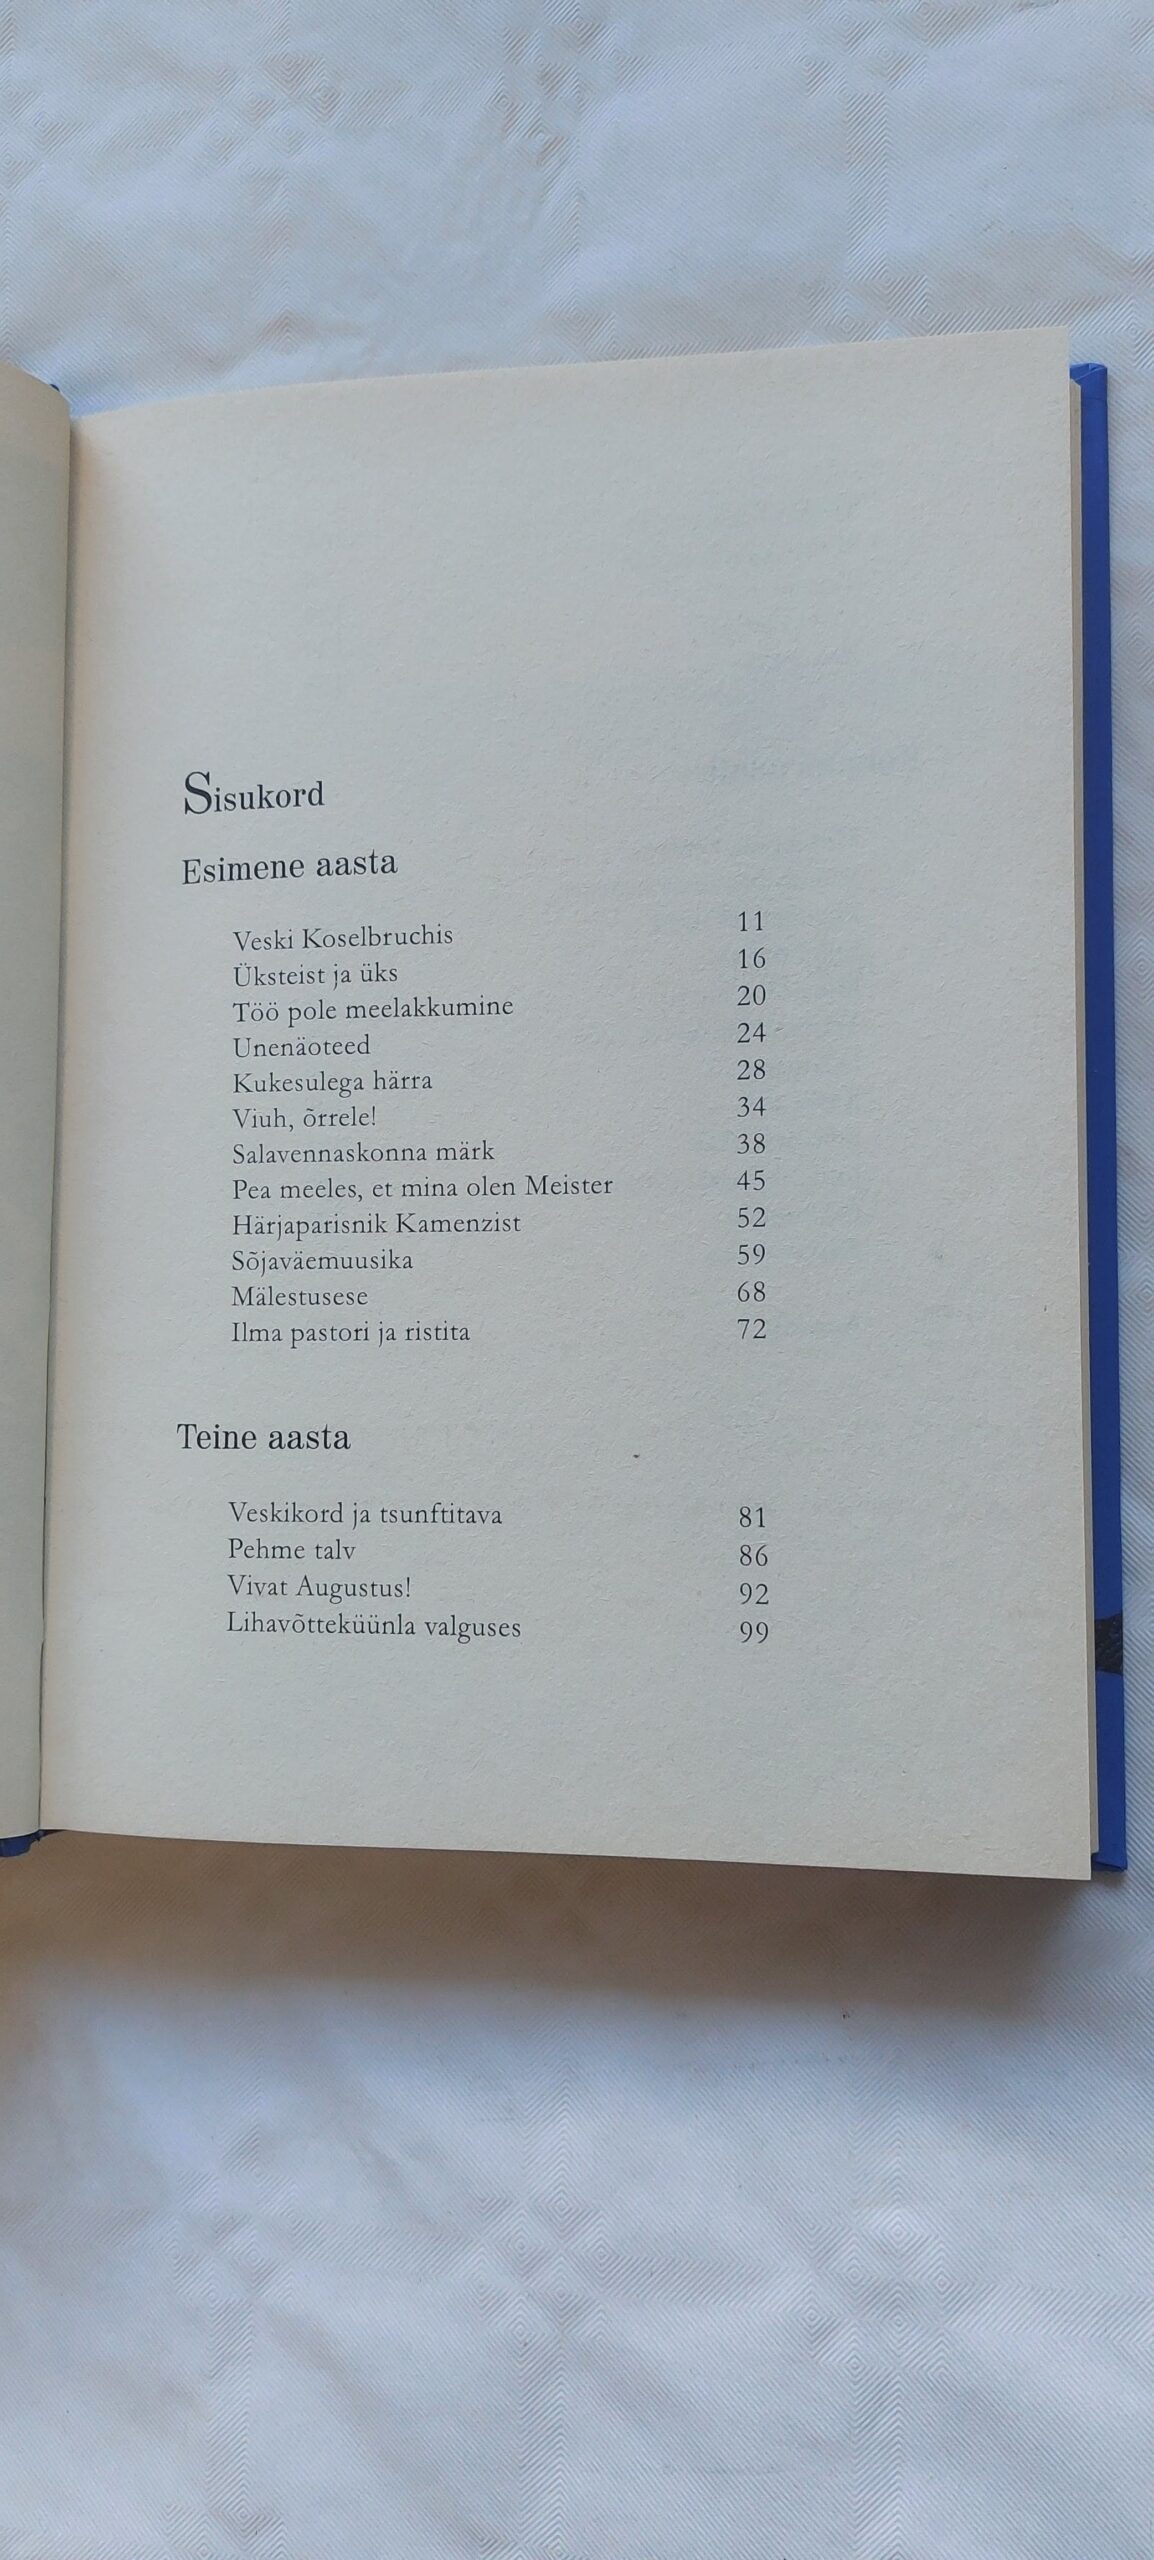 Sisukord
Esimene aasta
Veski Koselbruchis 11
Üksteist ja üks 16
Töö pole meelakkumine 20
Unenäoteed 24
Kukesulega härra 28
Viuh, õrrele! 34
Salavennaskonna märk 38
Pea meeles, et mina olen Meister 45
Härjaparisnik Kamenzist 52
Sõjaväemuusika 59
Mälestusese 68
Ilma pastori ja ristita 72
Teine aasta
Veskikord ja tsunftitava 81
Pehme talv 86
Vivat Augustus! 92
Lihavõtteküünla valguses 99